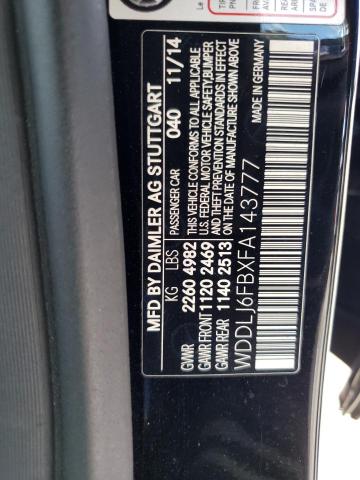 MFD BY DAIMLER AG STUTTGART
PASSENGER CAR 040 11/14
KG LBS
GVWR 2260 4982
GAWR FRONT 1120 2469
GAWR REAR 1140 2513
THIS VEHICLE CONFORMS TO ALL APPLICABLE
U.S. FEDERAL MOTOR VEHICLE SAFETY, BUMPER
AND THEFT PREVENTION STANDARDS IN EFFECT
ON DATE OF MANUFACTURE SHOWN ABOVE
MADE IN GERMANY
WDDLJ6FBXFA143777